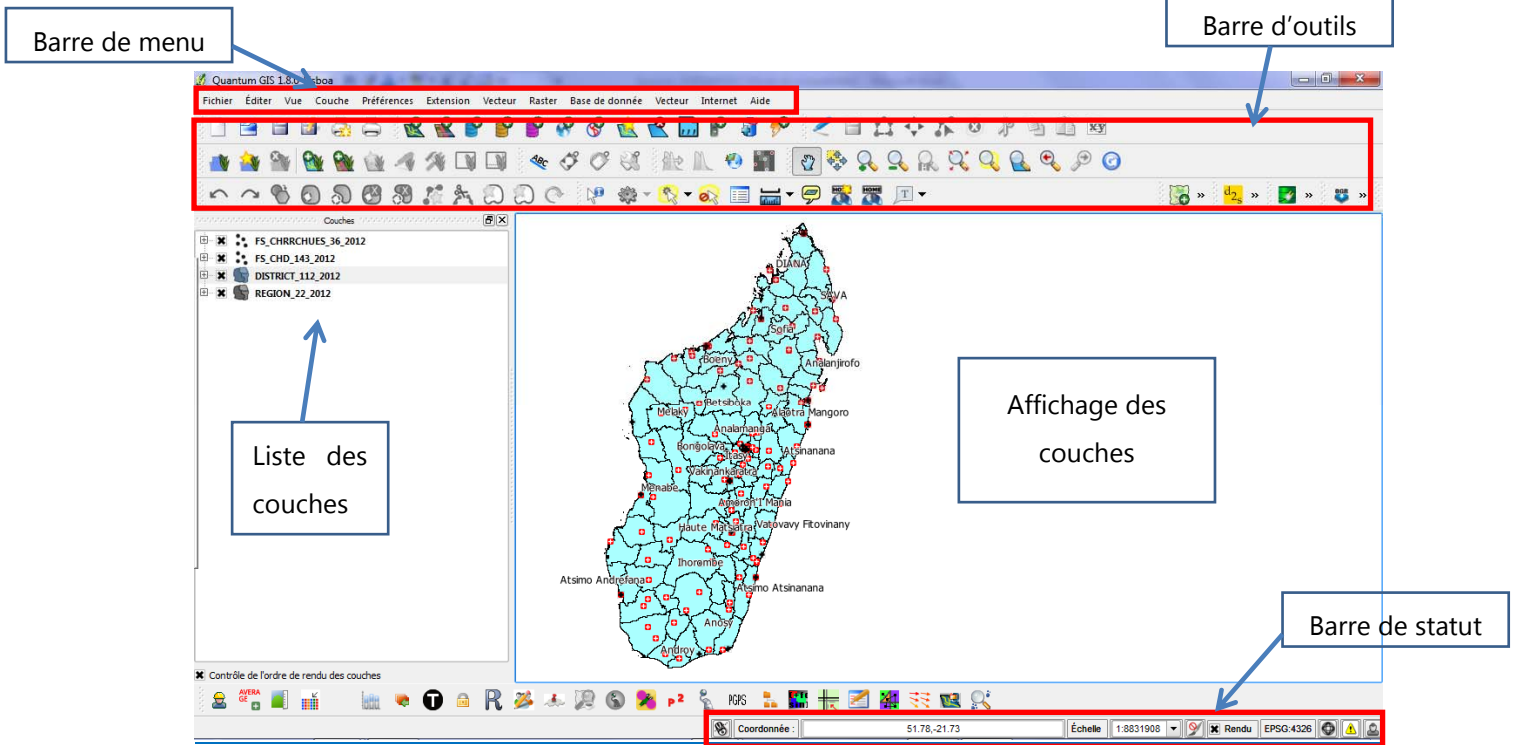 Barre de menu
Barre d’outils
Quantum GIS 1.8.0
Fichier Éditer Vue Couche Préférences Extension Vecteur Raster Base de donnée Vecteur Internet Aide
Couches
FS_CHRRCHUES_36_2012
FS_CHD_143_2012
DISTRICT_112_2012
REGION_22_2012
Liste des
couches
DIANA
SAVA
Sofia
Boeny
Analanjirofo
Betsiboka
Melaky
Alaotra Mangoro
Analamanga
Bongolava
Itasy
Atsinanana
Vakinankaratra
Menabe
Amoron'I Mania
Haute Matsiatra
Vatovavy Fitovinany
Ihorombe
Atsimo Andrefana
Atsimo Atsinanana
Anosy
Androy
Affichage des
couches
Barre de statut
Contrôle de l'ordre de rendu des couches
Coordonnée : 51.78,-21.73 Échelle 1:8831908 Rendu EPSG:4326